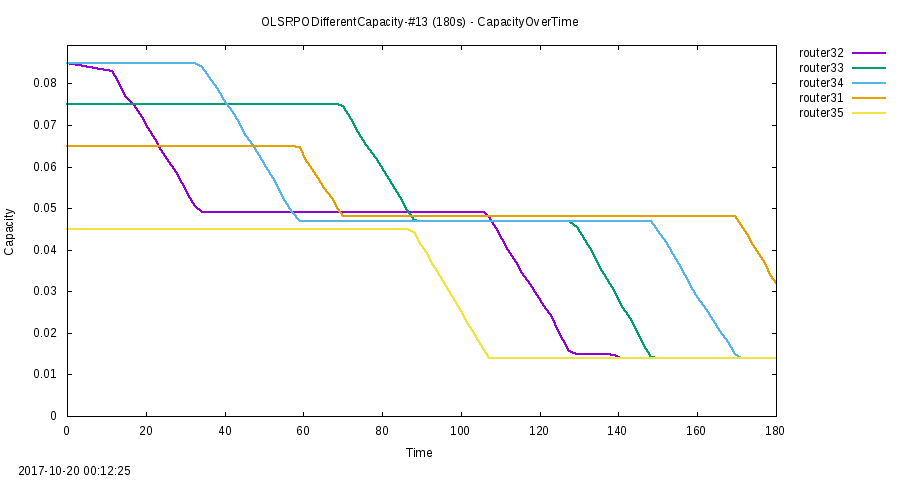 OLSRPODifferentCapacity-#13 (180s) - CapacityOverTime
router32
router33
router34
router31
router35
0.08
0.07
0.06
0.05
0.04
0.03
0.02
0.01
0
Capacity
0 20 40 60 80 100 120 140 160 180
Time
2017-10-20 00:12:25